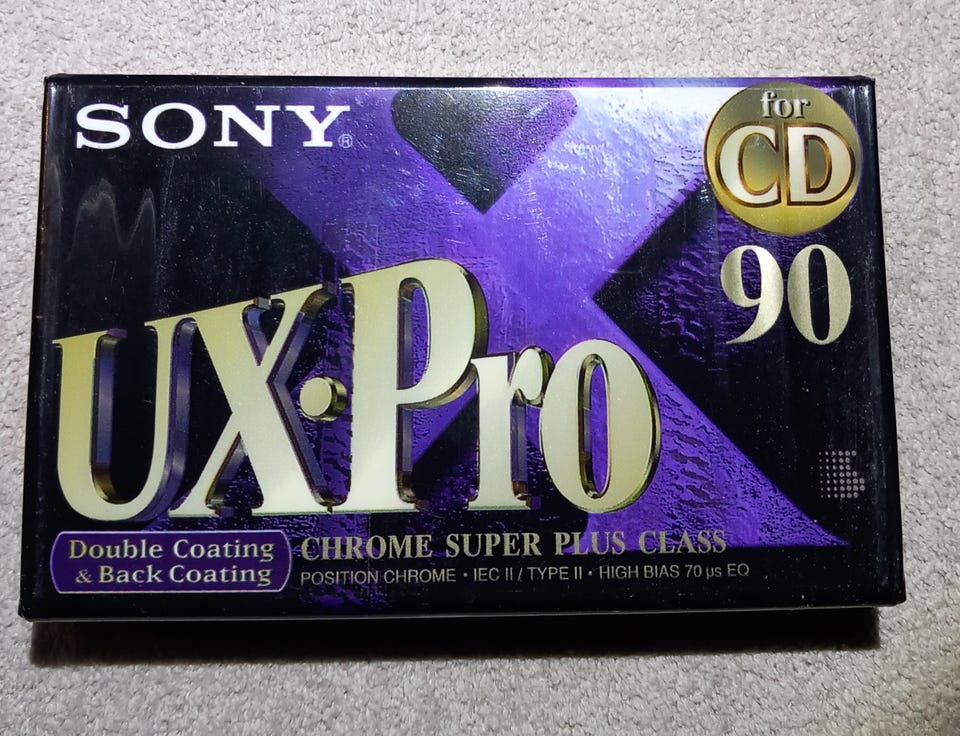 SONY®
for
CD
90
UX·Pro
Double Coating
& Back Coating
CHROME SUPER PLUS CLASS
POSITION CHROME • IEC II / TYPE II • HIGH BIAS 70 µs EQ